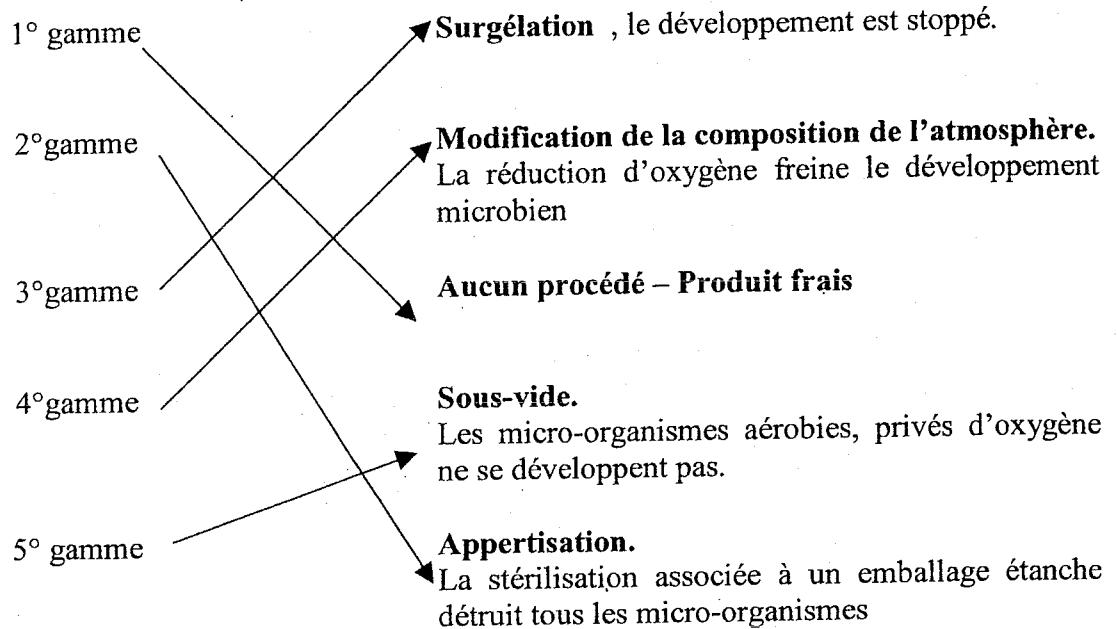 1° gamme
Surgélation , le développement est stoppé.
2°gamme
Modification de la composition de l'atmosphère.
La réduction d'oxygène freine le développement
microbien
3°gamme
Aucun procédé – Produit frais
4°gamme
Sous-vide.
Les micro-organismes aérobies, privés d'oxygène
ne se développent pas.
5° gamme
Appertisation.
La stérilisation associée à un emballage étanche
détruit tous les micro-organismes